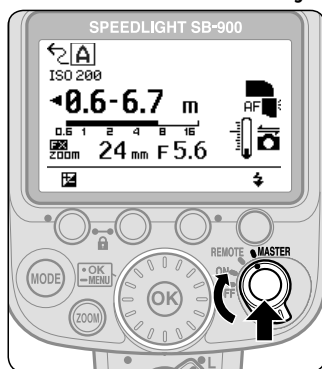 SPEEDLIGHT SB-900
A
ISO 200
0.6-6.7 m
AF
0.6 1 2 4 8 16
FX
zoom 24 mm F 5.6
REMOTE MASTER
ON
OFF
MODE
OK
MENU
OK
ZOOM
L